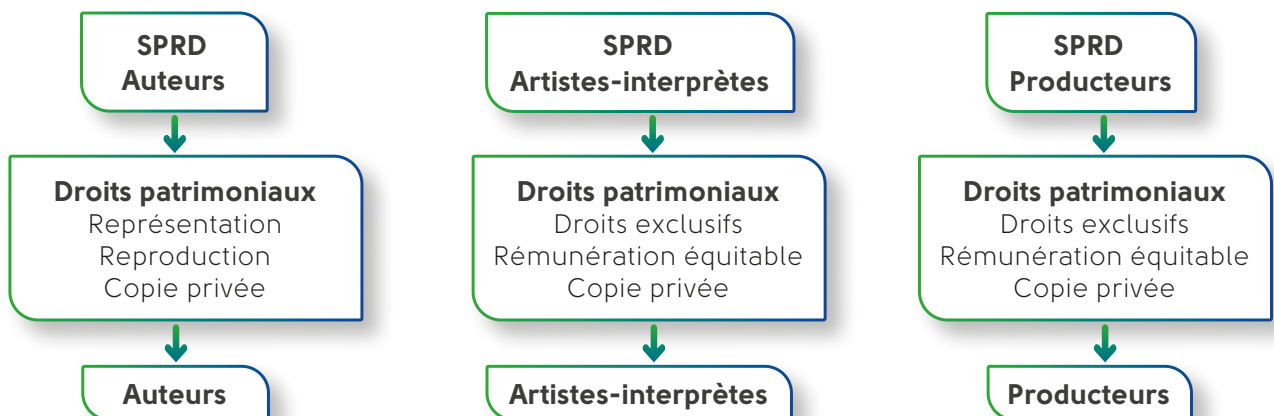 SPRD
Auteurs
Droits patrimoniaux
Représentation
Reproduction
Copie privée
Auteurs
SPRD
Artistes-interprètes
Droits patrimoniaux
Droits exclusifs
Rémunération équitable
Copie privée
Artistes-interprètes
SPRD
Producteurs
Droits patrimoniaux
Droits exclusifs
Rémunération équitable
Copie privée
Producteurs